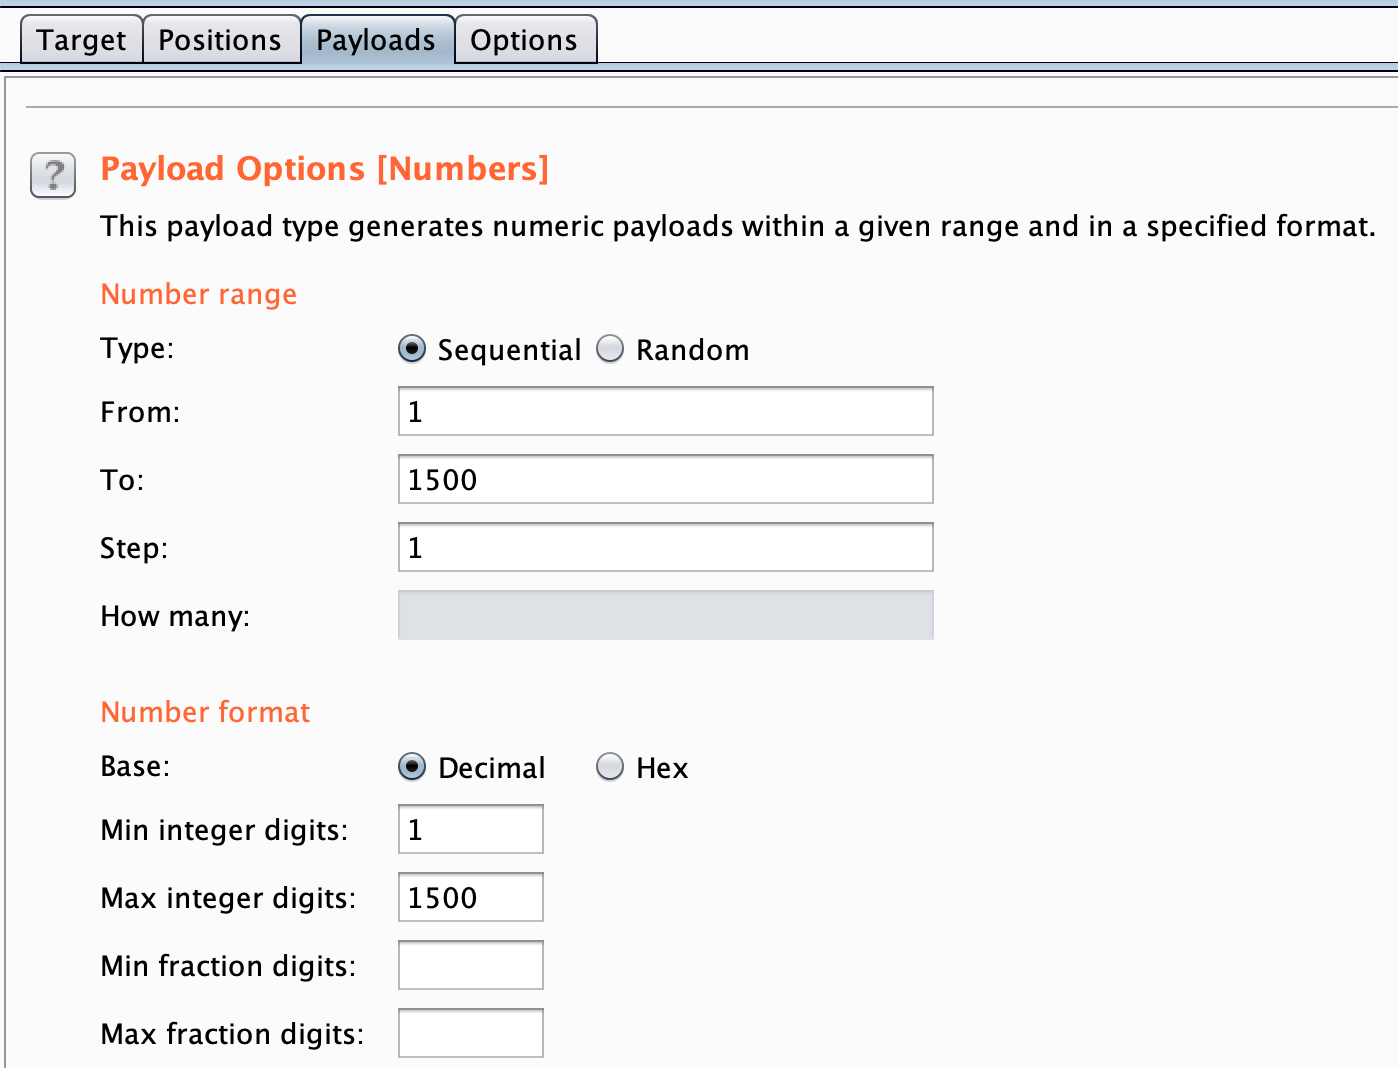 Target Positions Payloads Options
? Payload Options [Numbers]
This payload type generates numeric payloads within a given range and in a specified format.
Number range
Type: Sequential Random
From: 1
To: 1500
Step: 1
How many:
Number format
Base: Decimal Hex
Min integer digits: 1
Max integer digits: 1500
Min fraction digits:
Max fraction digits: